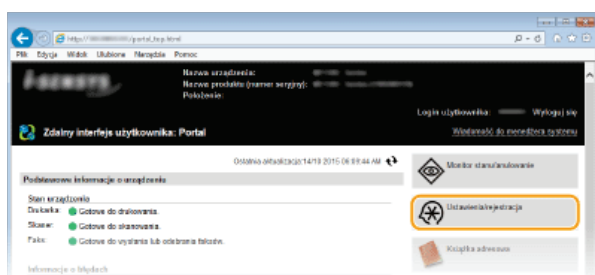 Plik Edycja Widok Ulubione Narzędzia Pomoc
Nazwa urządzenia:
Nazwa produktu (numer seryjny):
Położenie:
Login użytkownika: Wyloguj się
Zdalny interfejs użytkownika: Portal
Wiadomość do menedżera systemu
Ostatnia aktualizacja:14/10 2015 06:09:44 AM
Podstawowe informacje o urządzeniu
Monitor stanu/anulowanie
Stan urządzenia
Drukarka: Gotowe do drukowania.
Skaner: Gotowe do skanowania.
Faks: Gotowe do wysłania lub odebrania faksów.
Ustawienia/rejestracja
Książka adresowa
Informacje o błędach